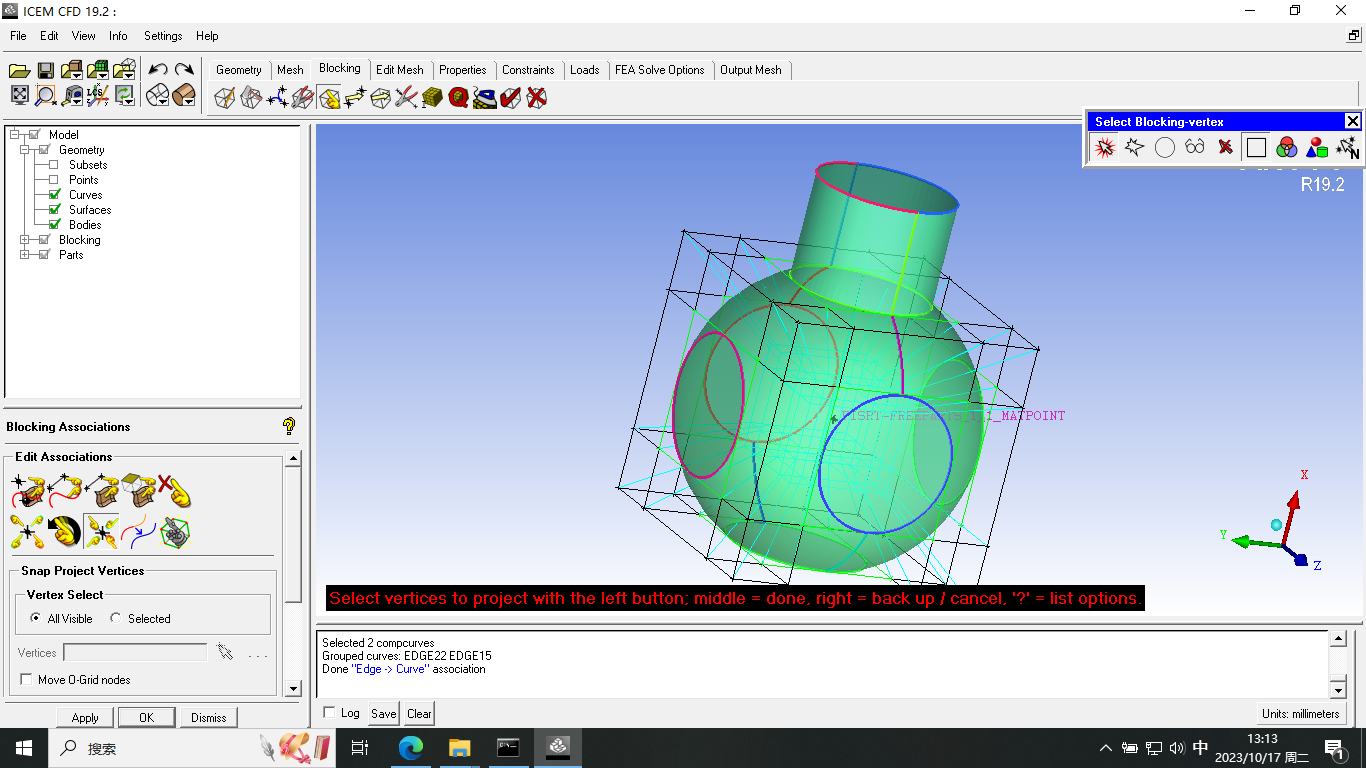 ICEM CFD 19.2 :
File Edit View Info Settings Help
Geometry Mesh Blocking Edit Mesh Properties Constraints Loads FEA Solve Options Output Mesh
Select Blocking-vertex
R19.2
Model
Geometry
Subsets
Points
Curves
Surfaces
Bodies
Blocking
Parts
Blocking Associations
Edit Associations
Snap Project Vertices
Vertex Select
All Visible Selected
Vertices
Move O-Grid nodes
Apply OK Dismiss
X
Y
Z
Select vertices to project with the left button; middle = done, right = back up / cancel, '?' = list options.
Selected 2 compcurves
Grouped curves: EDGE22 EDGE15
Done "Edge -> Curve" association
Log Save Clear
Units: millimeters
搜索
中
13:13
2023/10/17 周二
1